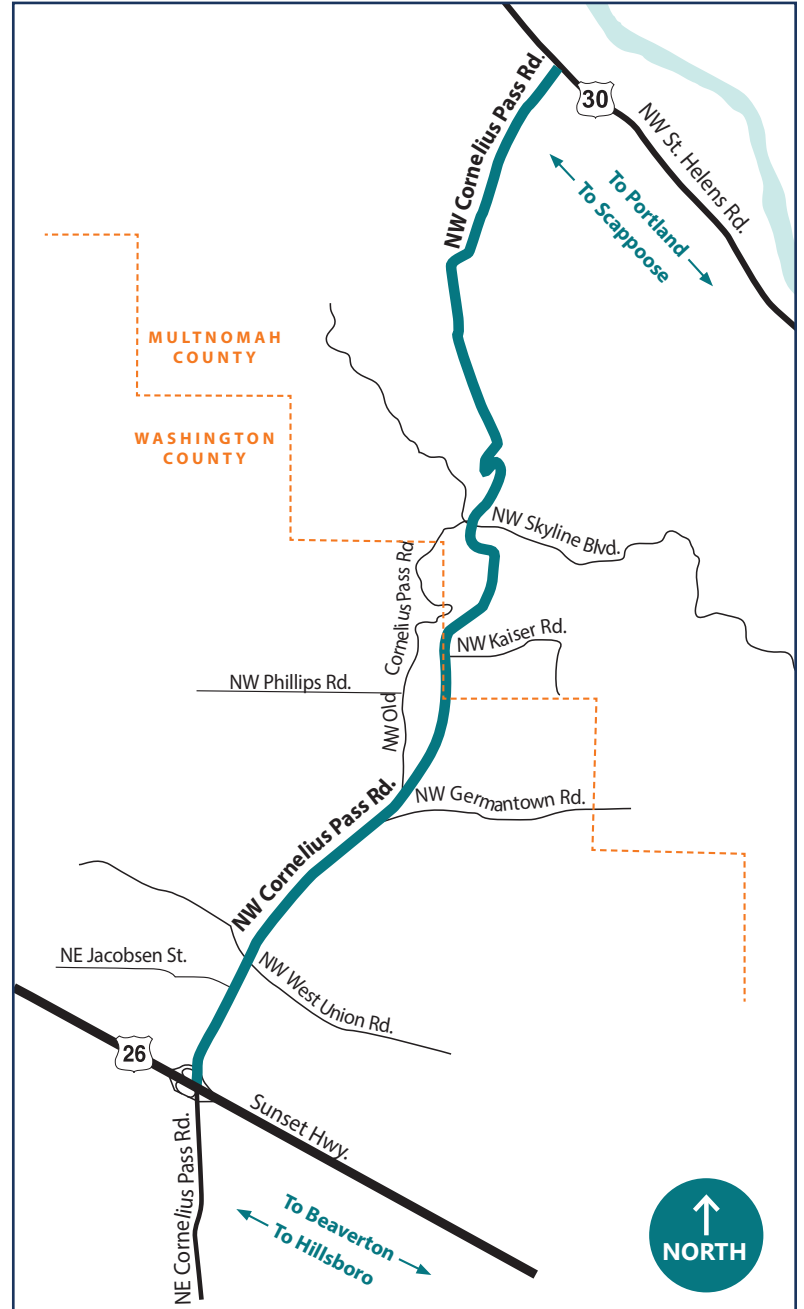 NW Cornelius Pass Rd.
30
NW St. Helens Rd.
To Portland
To Scappoose
MULTNOMAH
COUNTY
WASHINGTON
COUNTY
NW Skyline Blvd.
NW Old Cornelius Pass Rd
NW Kaiser Rd.
NW Phillips Rd.
NW Germantown Rd.
NW Cornelius Pass Rd.
NE Jacobsen St.
NW West Union Rd.
26
Sunset Hwy.
NE Cornelius Pass Rd.
To Beaverton
To Hillsboro
NORTH